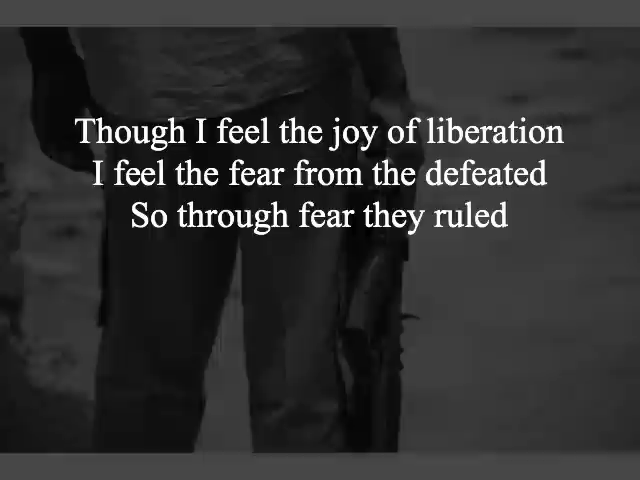 Though I feel the joy of liberation
I feel the fear from the defeated
So through fear they ruled